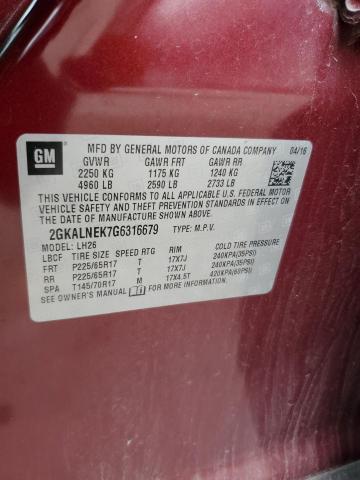 GM
MFD BY GENERAL MOTORS OF CANADA COMPANY 04/16
GVWR GAWR FRT GAWR RR
2250 KG 1175 KG 1240 KG
4960 LB 2590 LB 2733 LB
THIS VEHICLE CONFORMS TO ALL APPLICABLE U.S. FEDERAL MOTOR
VEHICLE SAFETY AND THEFT PREVENTION STANDARDS IN EFFECT ON THE
DATE OF MANUFACTURE SHOWN ABOVE.
2GKALNEK7G6316679 TYPE: M.P.V.
MODEL: LH26
LBCF TIRE SIZE SPEED RTG RIM COLD TIRE PRESSURE
FRT P225/65R17 T 17X7J 240KPA(35PSI)
RR P225/65R17 T 17X7J 240KPA(35PSI)
SPA T145/70R17 M 17X4.5T 420KPA(60PSI)
SEE OWNER'S MANUAL FOR MORE INFORMATION